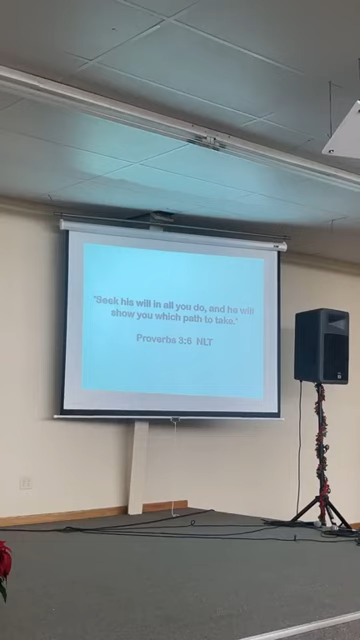 "Seek his will in all you do, and he will
show you which path to take."
Proverbs 3:6 NLT